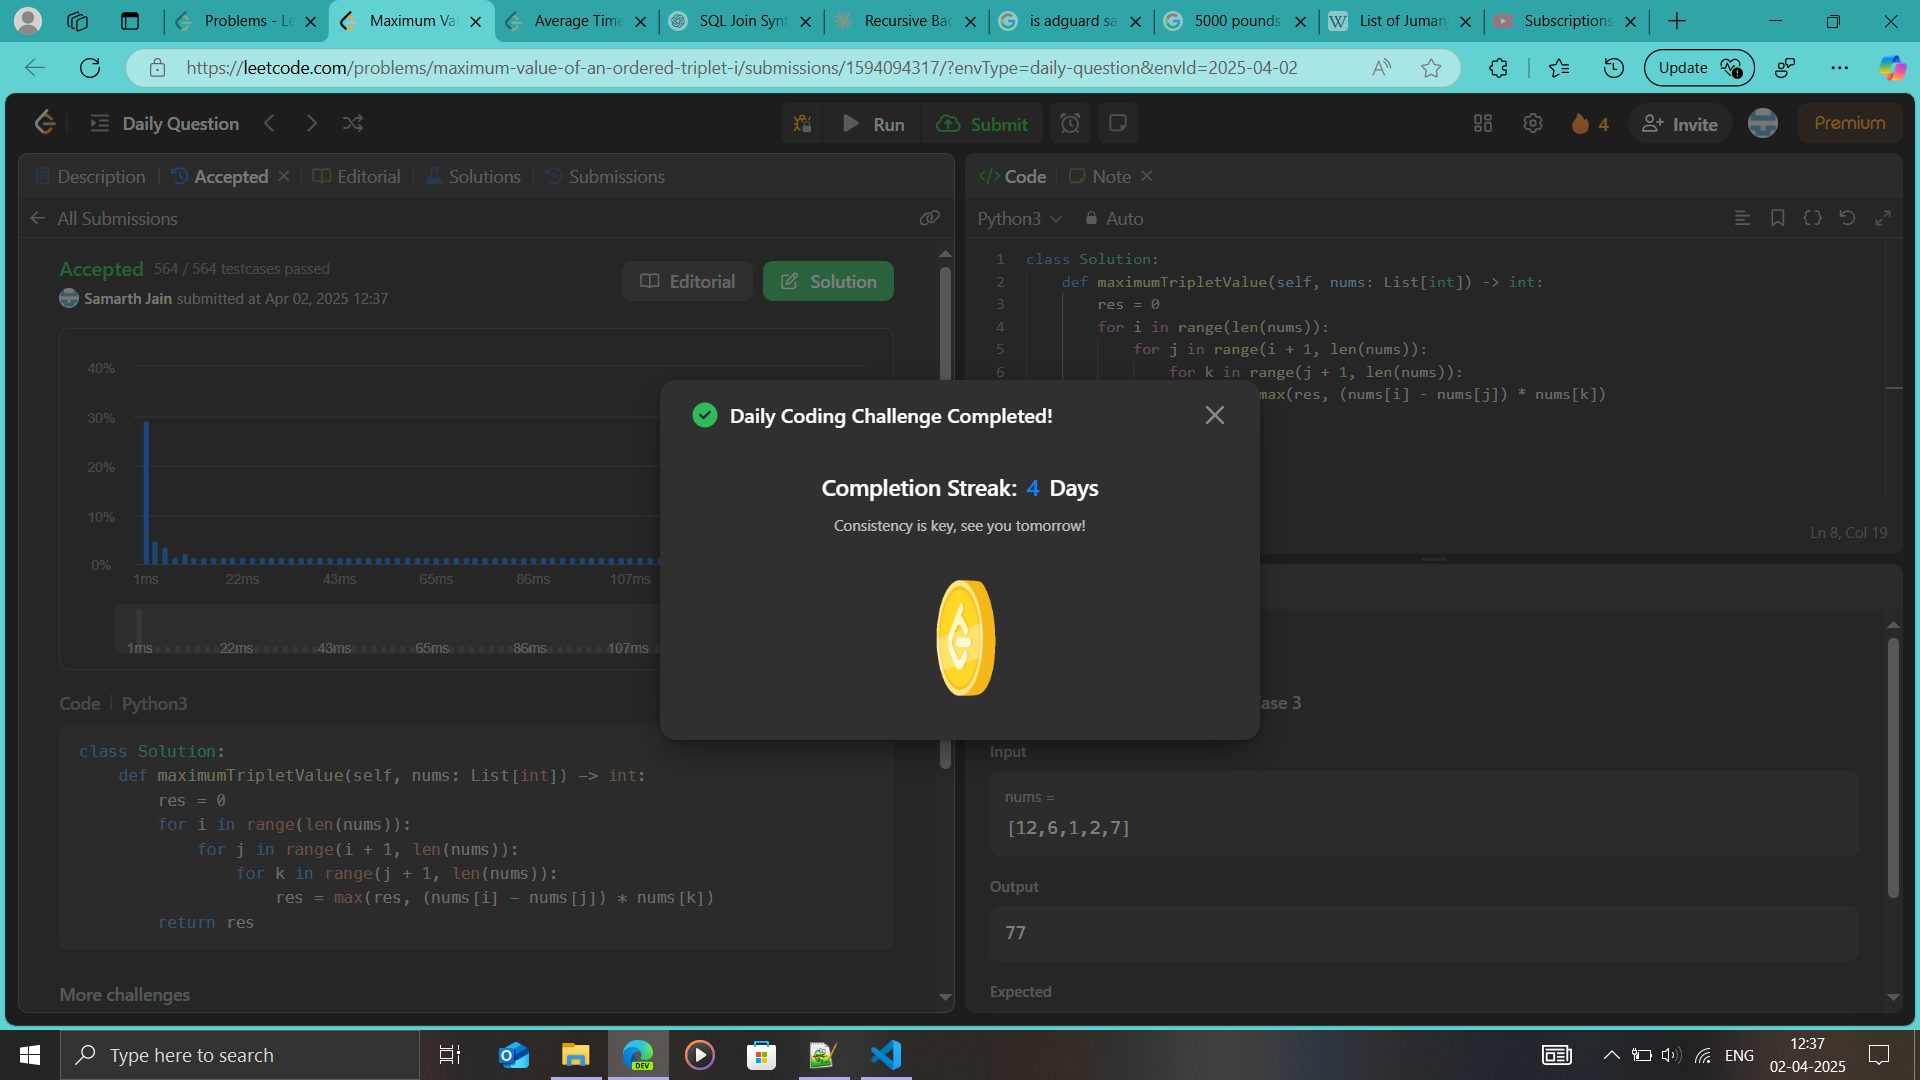 Problems - Le
Maximum Val
Average Time
SQL Join Synt
Recursive Bac
is adguard sa
5000 pounds
List of Juman
Subscriptions
https://leetcode.com/problems/maximum-value-of-an-ordered-triplet-i/submissions/1594094317/?envType=daily-question&envId=2025-04-02
Update
Daily Question
Run
Submit
4
Invite
Premium
Description
Accepted
Editorial
Solutions
Submissions
All Submissions
Accepted 564 / 564 testcases passed
Samarth Jain submitted at Apr 02, 2025 12:37
Editorial
Solution
40%
30%
20%
10%
0%
1ms 22ms 43ms 65ms 86ms 107ms
1ms 22ms 43ms 65ms 86ms 107ms
Code | Python3
class Solution:
    def maximumTripletValue(self, nums: List[int]) -> int:
        res = 0
        for i in range(len(nums)):
            for j in range(i + 1, len(nums)):
                for k in range(j + 1, len(nums)):
                    res = max(res, (nums[i] - nums[j]) * nums[k])
        return res
More challenges
Daily Coding Challenge Completed!
Completion Streak: 4 Days
Consistency is key, see you tomorrow!
Code
Note
Python3
Auto
1 class Solution:
2     def maximumTripletValue(self, nums: List[int]) -> int:
3         res = 0
4         for i in range(len(nums)):
5             for j in range(i + 1, len(nums)):
6                 for k in range(j + 1, len(nums)):
max(res, (nums[i] - nums[j]) * nums[k])
Ln 8, Col 19
ase 3
Input
nums =
[12,6,1,2,7]
Output
77
Expected
Type here to search
DEV
ENG
12:37
02-04-2025